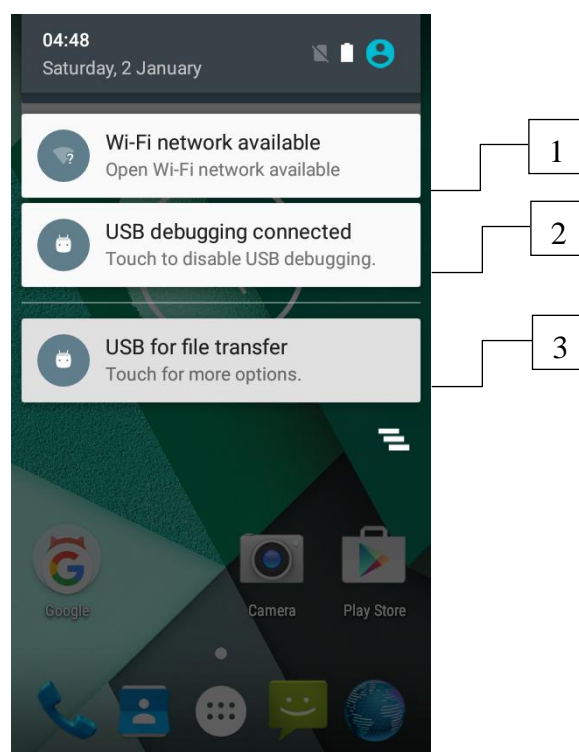 04:48
Saturday, 2 January
Wi-Fi network available
Open Wi-Fi network available
1
USB debugging connected
Touch to disable USB debugging.
2
USB for file transfer
Touch for more options.
3
Google
Camera
Play Store